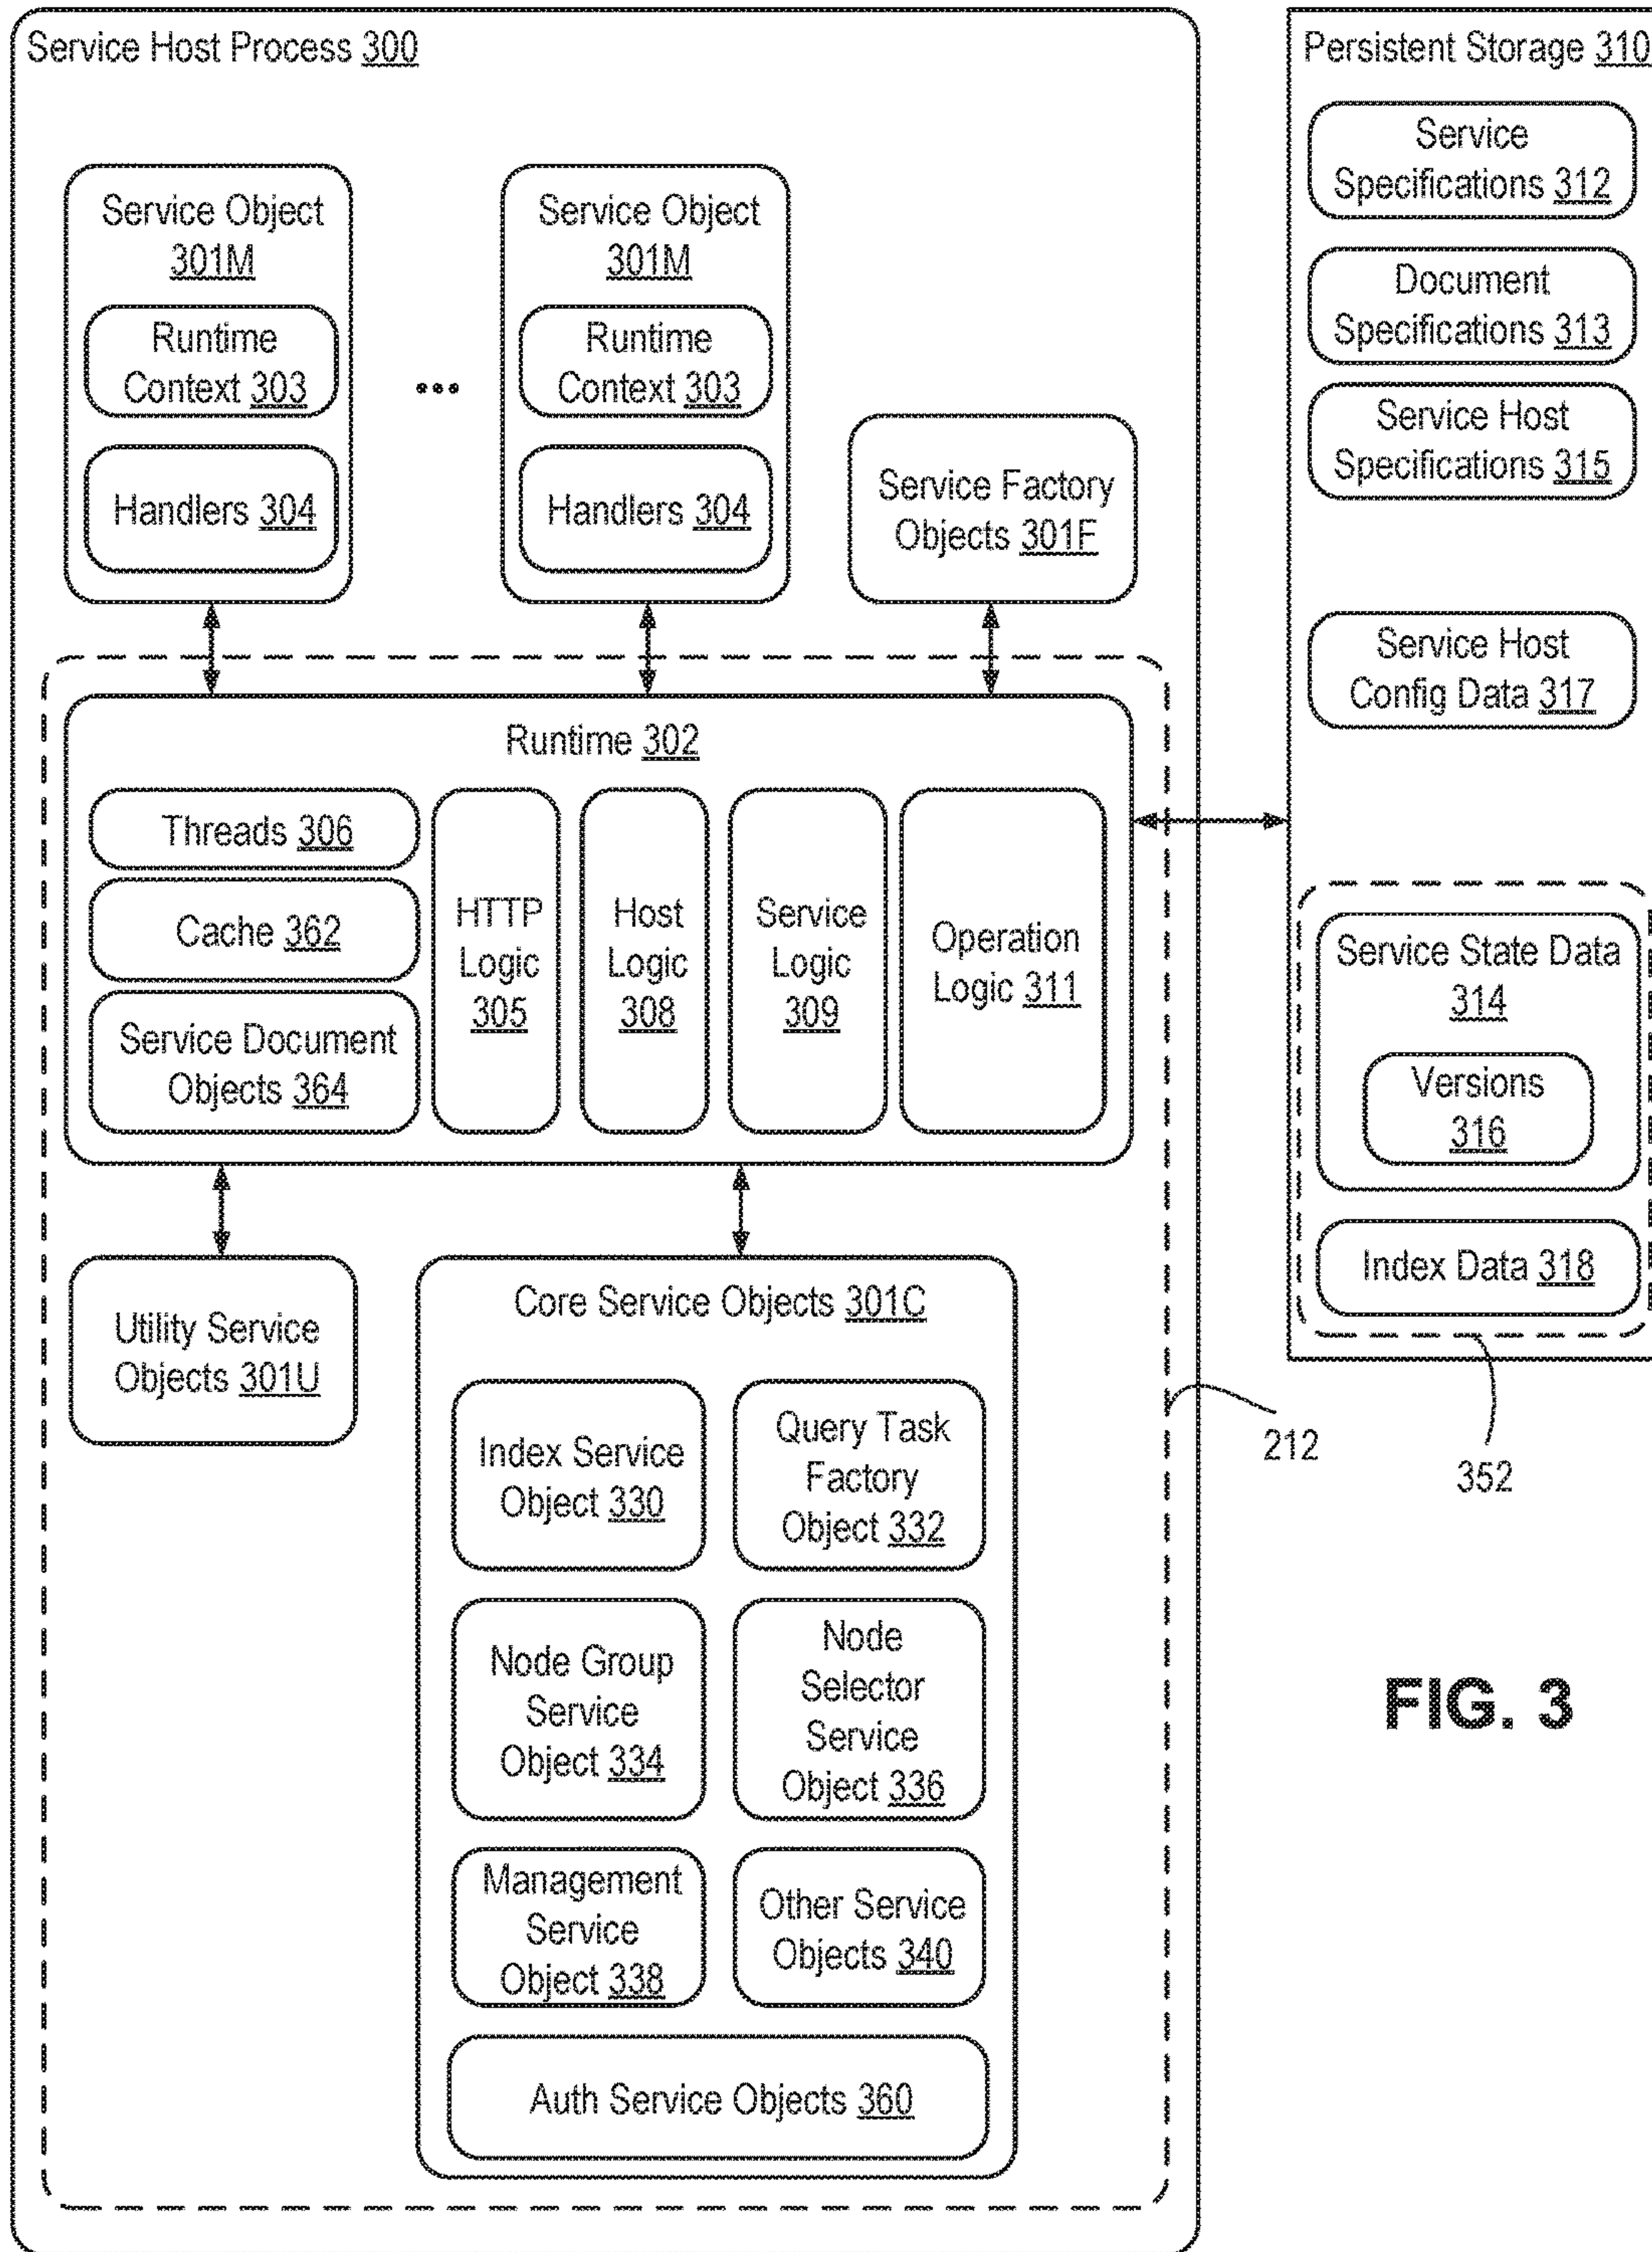 Service Host Process 300
Service Object
301M
Runtime
Context 303
Handlers 304
...
Service Object
301M
Runtime
Context 303
Handlers 304
Service Factory
Objects 301F
Runtime 302
Threads 306
Cache 362
Service Document
Objects 364
HTTP
Logic
305
Host
Logic
308
Service
Logic
309
Operation
Logic 311
Utility Service
Objects 301U
Core Service Objects 301C
Index Service
Object 330
Query Task
Factory
Object 332
Node Group
Service
Object 334
Node
Selector
Service
Object 336
Management
Service
Object 338
Other Service
Objects 340
Auth Service Objects 360
212
Persistent Storage 310
Service
Specifications 312
Document
Specifications 313
Service Host
Specifications 315
Service Host
Config Data 317
Service State Data
314
Versions
316
Index Data 318
352
FIG. 3